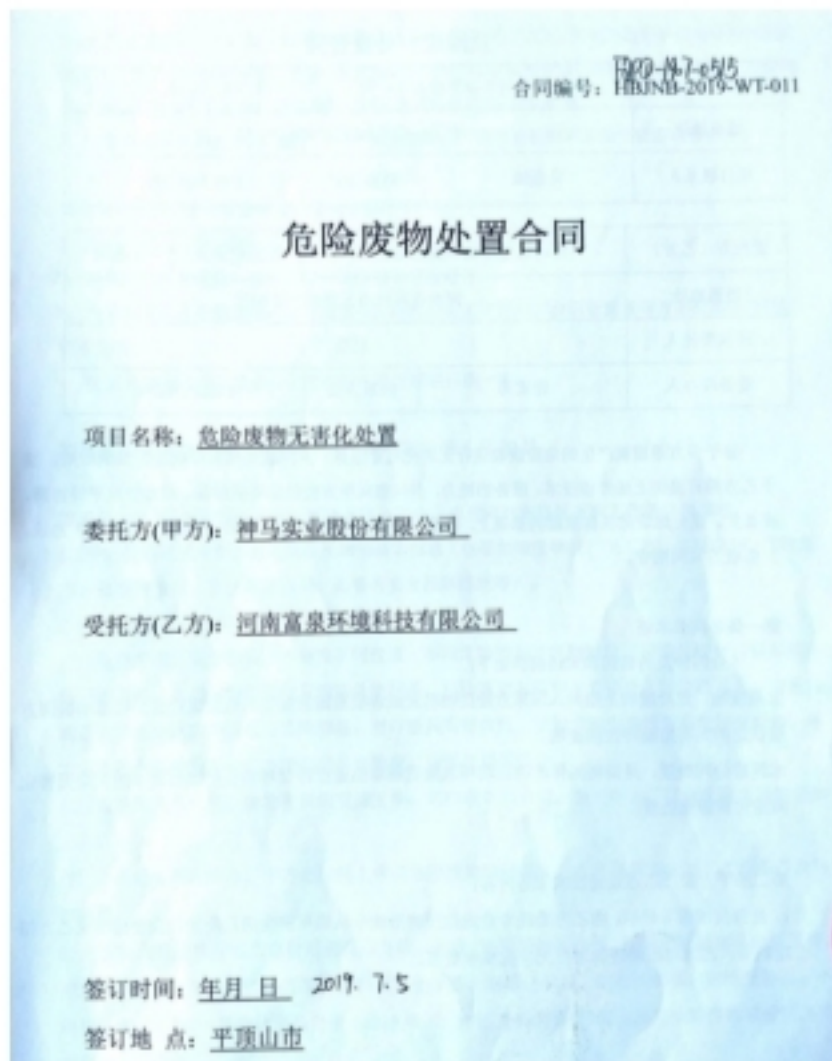 合同编号：HBJNB-2019-WT-011
危险废物处置合同
项目名称：危险废物无害化处置
委托方(甲方)：神马实业股份有限公司
受托方(乙方)：河南富泉环境科技有限公司
签订时间：年月 日 2019.7.5
签订地 点：平顶山市